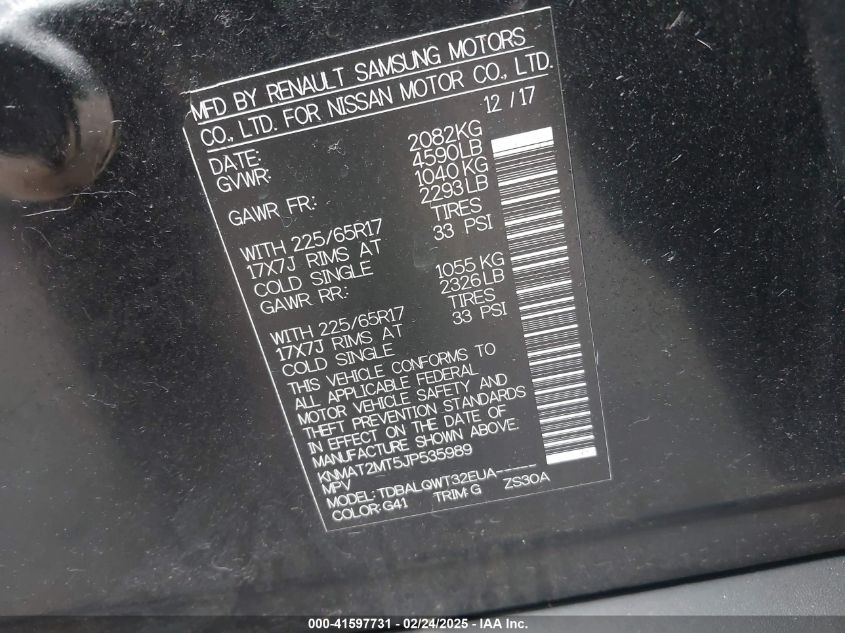 MFD BY RENAULT SAMSUNG MOTORS
CO., LTD. FOR NISSAN MOTOR CO., LTD.
DATE: 12 / 17
GVWR: 2082KG
4590LB
GAWR FR: 1040 KG
2293LB
WITH 225/65R17 TIRES
17X7J RIMS AT 33 PSI
COLD SINGLE
GAWR RR: 1055 KG
2326LB
WITH 225/65R17 TIRES
17X7J RIMS AT 33 PSI
COLD SINGLE
THIS VEHICLE CONFORMS TO
ALL APPLICABLE FEDERAL
MOTOR VEHICLE SAFETY AND
THEFT PREVENTION STANDARDS
IN EFFECT ON THE DATE OF
MANUFACTURE SHOWN ABOVE.
KNMAT2MT5JP535989
MPV
MODEL: TDBALQWT32EUA-----
COLOR: G41 TRIM: G ZS30A
000-41597731 - 02/24/2025 - IAA Inc.